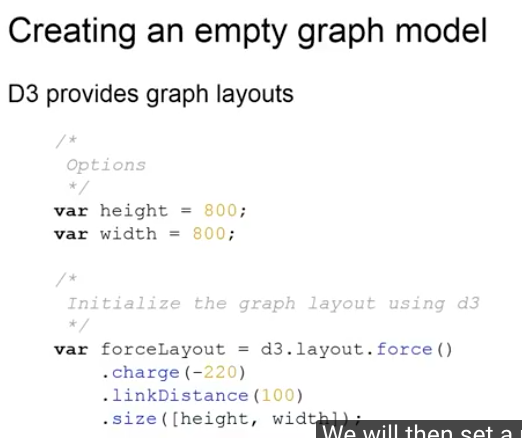 Creating an empty graph model
D3 provides graph layouts
/*
Options
*/
var height = 800;
var width = 800;
/*
Initialize the graph layout using d3
*/
var forceLayout = d3.layout.force()
.charge(-220)
.linkDistance(100)
.size([height, width]);
We will then set a